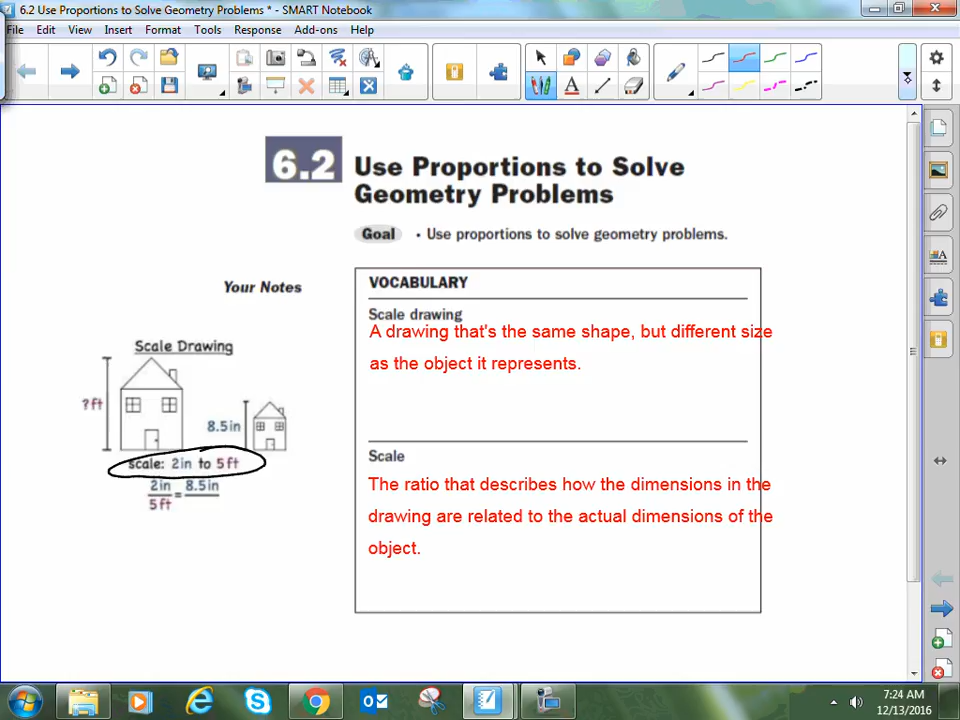 6.2 Use Proportions to Solve Geometry Problems * - SMART Notebook
File Edit View Insert Format Tools Response Add-ons Help
6.2
Use Proportions to Solve
Geometry Problems
Goal • Use proportions to solve geometry problems.
Your Notes
VOCABULARY
Scale drawing
A drawing that's the same shape, but different size
as the object it represents.
Scale Drawing
? ft
8.5in
scale: 2in to 5ft
2in = 8.5in
5ft
Scale
The ratio that describes how the dimensions in the
drawing are related to the actual dimensions of the
object.
7:24 AM
12/13/2016